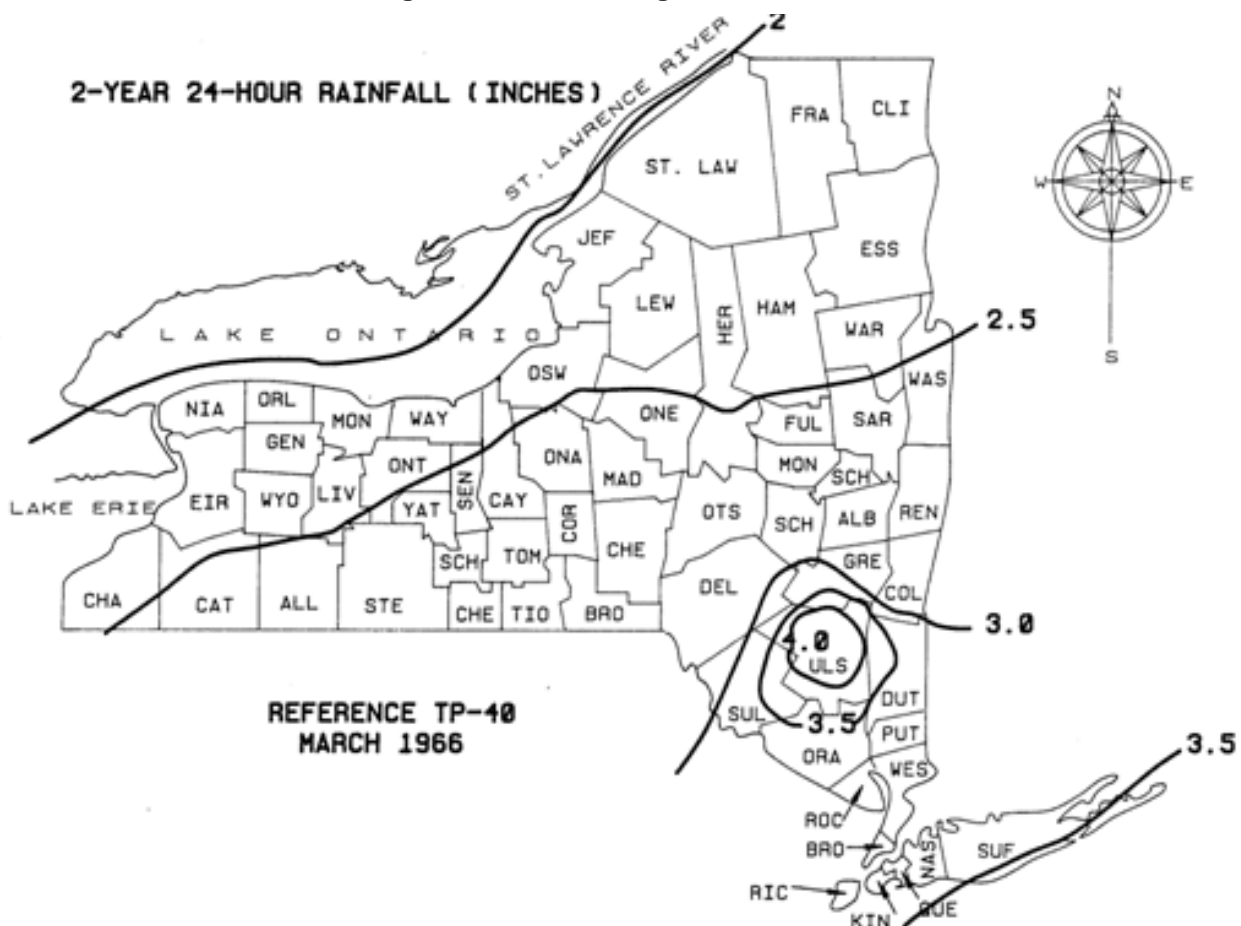 2
2-YEAR 24-HOUR RAINFALL (INCHES)
ST. LAWRENCE RIVER
N
W
E
S
FRA
CLI
ST. LAW
JEF
ESS
LEW
HER
HAM
LAKE ONTARIO
WAR
2.5
OSW
WAS
NIA
ORL
MON
WAY
ONE
FUL
SAR
GEN
ONT
ONA
MON
SCH
EIR
WYO
LIV
YAT
SEN
CAY
COR
MAD
OTS
SCH
ALB
REN
LAKE ERIE
SCH
TOM
CHE
GRE
DEL
COL
CHA
CAT
ALL
STE
CHE
TIO
BRO
3.0
4.0
ULS
REFERENCE TP-40
MARCH 1966
SUL
3.5
DUT
PUT
ORA
WES
3.5
ROC
BRO
NAS
SUF
RIC
KIN
QUE